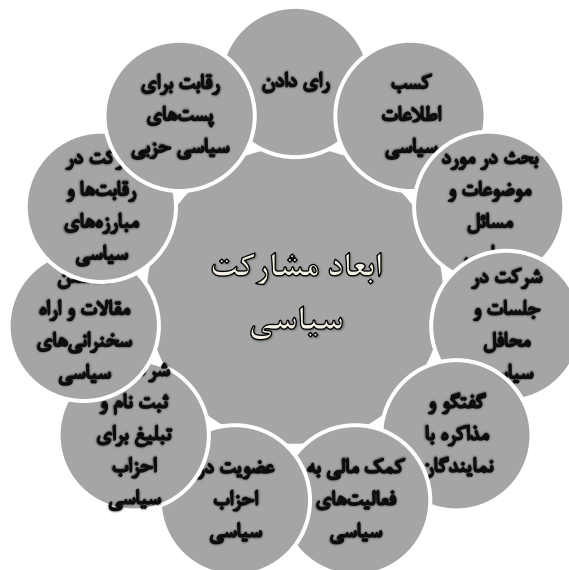 ابعاد مشارکت
سیاسی
رای دادن
کسب
اطلاعات
سیاسی
بحث در مورد
موضوعات و
مسائل
شرکت در
جلسات و
محافل
گفتگو و
مذاکره با
نمایندگان
کمک مالی به
فعالیت‌های
سیاسی
عضویت در
احزاب
سیاسی
ثبت نام و
تبلیغ برای
احزاب
سیاسی
مقالات و اراه
سخنرانی‌های
سیاسی
در
رقابت‌ها و
مبارزه‌های
سیاسی
رقابت برای
پست‌های
سیاسی حزبی